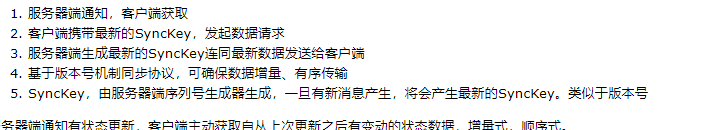 1. 服务器端通知，客户端获取
2. 客户端携带最新的SyncKey，发起数据请求
3. 服务器端生成最新的SyncKey连同最新数据发送给客户端
4. 基于版本号机制同步协议，可确保数据增量、有序传输
5. SyncKey，由服务器端序列号生成器生成，一旦有新消息产生，将会产生最新的SyncKey。类似于版本号
务器端通知有状态更新，客户端主动获取自从上次更新之后有变动的状态数据，增量式，顺序式。